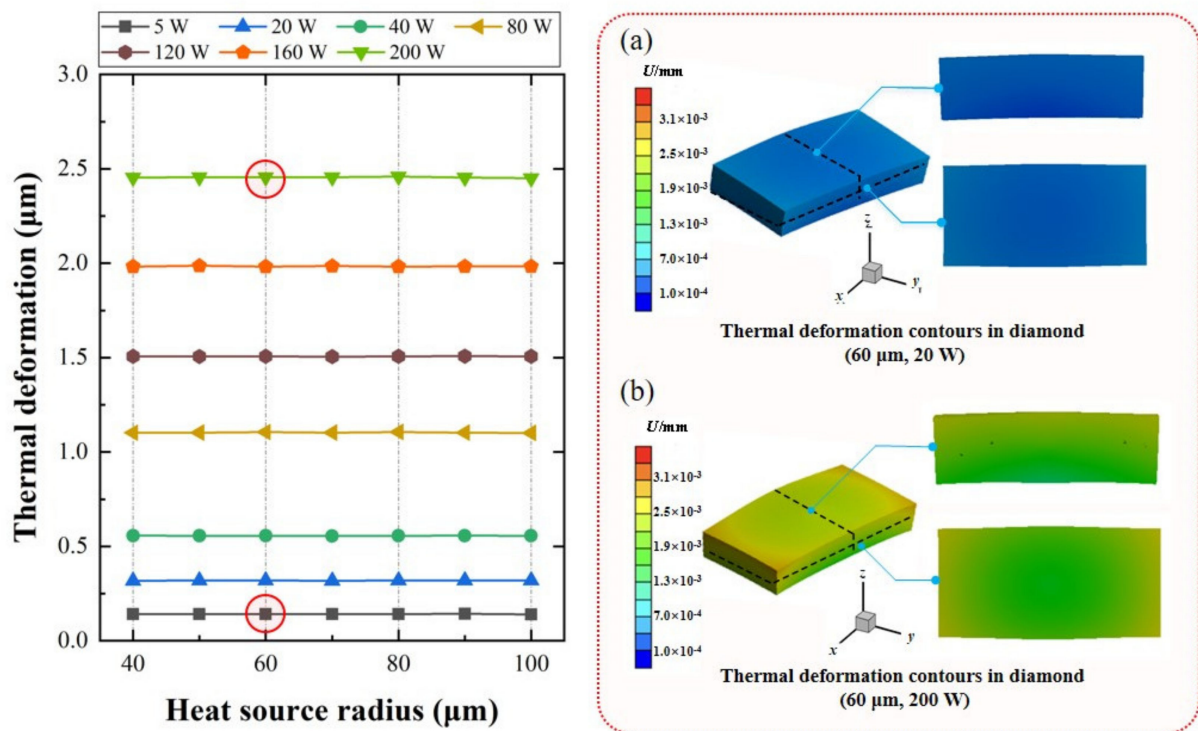 5 W 20 W 40 W 80 W
120 W 160 W 200 W
3.0
2.5
2.0
1.5
1.0
0.5
0.0
40 60 80 100
Thermal deformation (μm)
Heat source radius (μm)
(a)
U/mm
3.1×10⁻³
2.5×10⁻³
1.9×10⁻³
1.3×10⁻³
7.0×10⁻⁴
1.0×10⁻⁴
z
x
y
Thermal deformation contours in diamond
(60 μm, 20 W)
(b)
U/mm
3.1×10⁻³
2.5×10⁻³
1.9×10⁻³
1.3×10⁻³
7.0×10⁻⁴
1.0×10⁻⁴
z
x
y
Thermal deformation contours in diamond
(60 μm, 200 W)